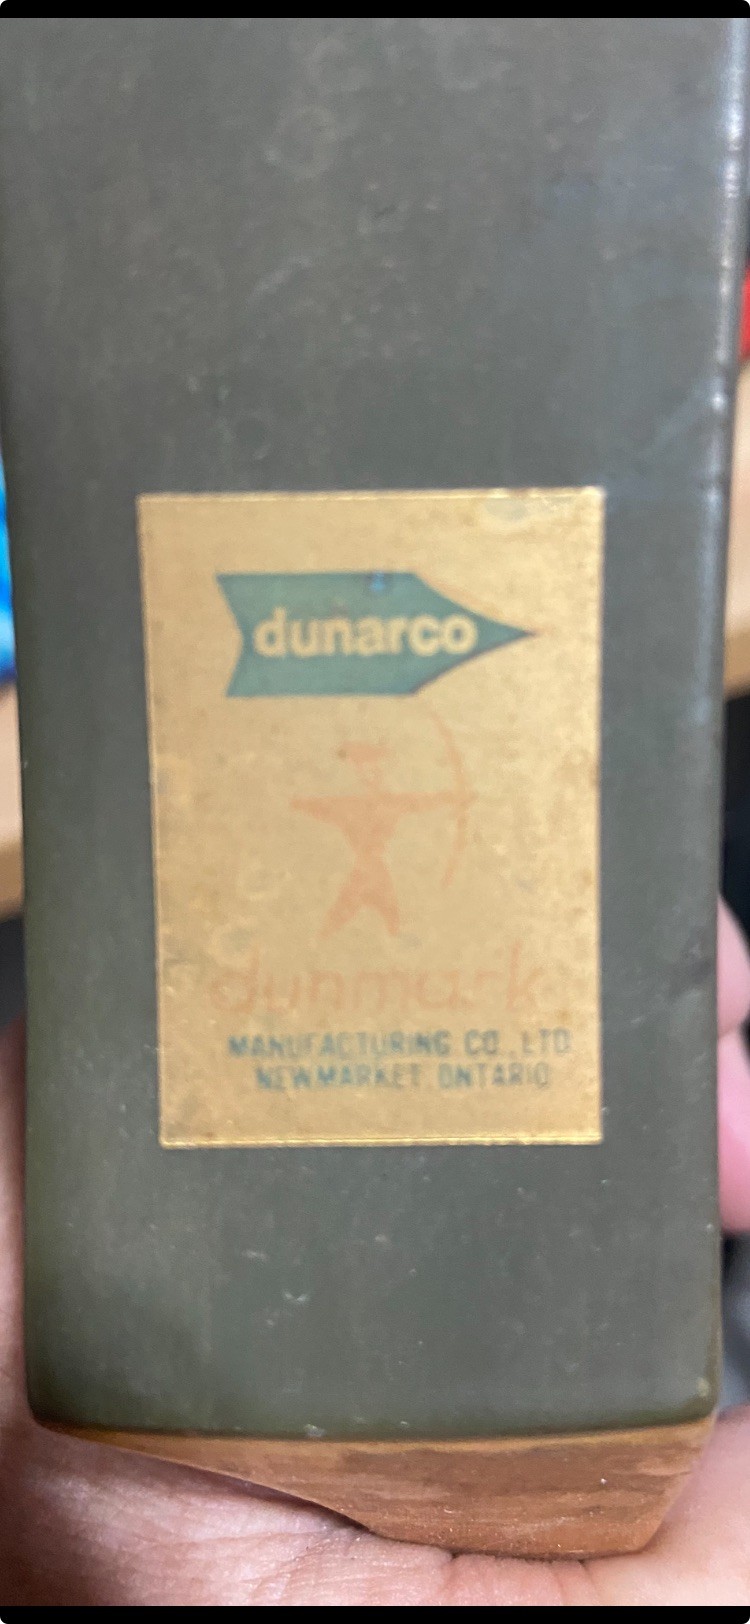 dunarco
dunmark
MANUFACTURING CO. LTD
NEWMARKET ONTARIO